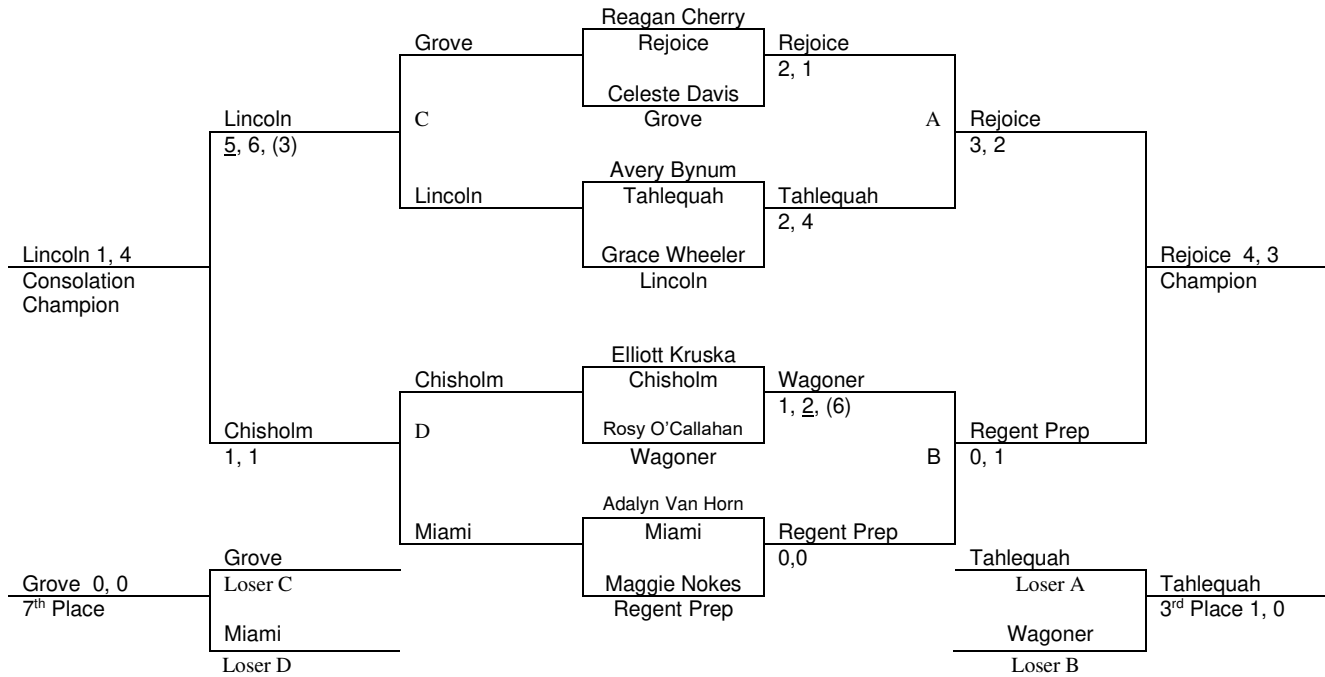 Reagan Cherry
Grove
Rejoice
Rejoice
2, 1
Celeste Davis
Grove
Lincoln
5, 6, (3)
C
A
Rejoice
3, 2
Avery Bynum
Lincoln
Tahlequah
Tahlequah
2, 4
Grace Wheeler
Lincoln
Lincoln 1, 4
Consolation
Champion
Rejoice 4, 3
Champion
Elliott Kruska
Chisholm
Chisholm
Wagoner
1, 2, (6)
Rosy O'Callahan
Wagoner
Chisholm
1, 1
D
B
Regent Prep
0, 1
Adalyn Van Horn
Miami
Miami
Regent Prep
0,0
Maggie Nokes
Regent Prep
Grove
Loser C
Grove 0, 0
7th Place
Miami
Loser D
Tahlequah
Loser A
Tahlequah
3rd Place 1, 0
Wagoner
Loser B